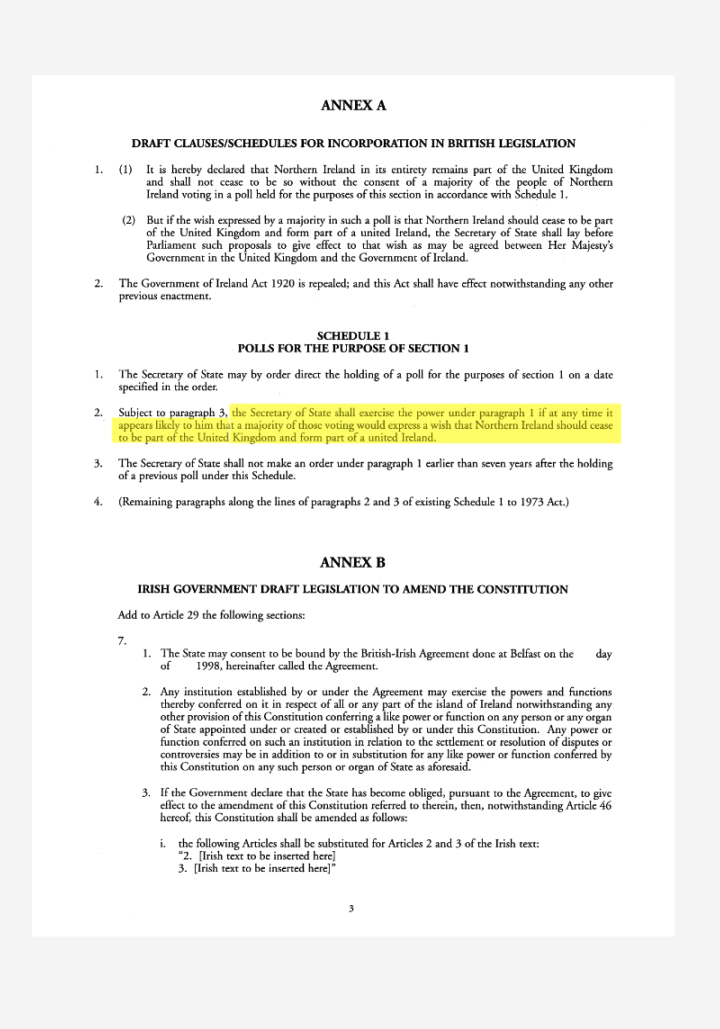 ANNEX A
DRAFT CLAUSES/SCHEDULES FOR INCORPORATION IN BRITISH LEGISLATION
1. (1) It is hereby declared that Northern Ireland in its entirety remains part of the United Kingdom
and shall not cease to be so without the consent of a majority of the people of Northern
Ireland voting in a poll held for the purposes of this section in accordance with Schedule 1.
(2) But if the wish expressed by a majority in such a poll is that Northern Ireland should cease to be part
of the United Kingdom and form part of a united Ireland, the Secretary of State shall lay before
Parliament such proposals to give effect to that wish as may be agreed between Her Majesty's
Government in the United Kingdom and the Government of Ireland.
2. The Government of Ireland Act 1920 is repealed; and this Act shall have effect notwithstanding any other
previous enactment.
SCHEDULE 1
POLLS FOR THE PURPOSE OF SECTION 1
1. The Secretary of State may by order direct the holding of a poll for the purposes of section 1 on a date
specified in the order.
2. Subject to paragraph 3, the Secretary of State shall exercise the power under paragraph 1 if at any time it
appears likely to him that a majority of those voting would express a wish that Northern Ireland should cease
to be part of the United Kingdom and form part of a united Ireland.
3. The Secretary of State shall not make an order under paragraph 1 earlier than seven years after the holding
of a previous poll under this Schedule.
4. (Remaining paragraphs along the lines of paragraphs 2 and 3 of existing Schedule 1 to 1973 Act.)
ANNEX B
IRISH GOVERNMENT DRAFT LEGISLATION TO AMEND THE CONSTITUTION
Add to Article 29 the following sections:
7.
1. The State may consent to be bound by the British-Irish Agreement done at Belfast on the day
of 1998, hereinafter called the Agreement.
2. Any institution established by or under the Agreement may exercise the powers and functions
thereby conferred on it in respect of all or any part of the island of Ireland notwithstanding any
other provision of this Constitution conferring a like power or function on any person or any organ
of State appointed under or created or established by or under this Constitution. Any power or
function conferred on such an institution in relation to the settlement or resolution of disputes or
controversies may be in addition to or in substitution for any like power or function conferred by
this Constitution on any such person or organ of State as aforesaid.
3. If the Government declare that the State has become obliged, pursuant to the Agreement, to give
effect to the amendment of this Constitution referred to therein, then, notwithstanding Article 46
hereof, this Constitution shall be amended as follows:
i. the following Articles shall be substituted for Articles 2 and 3 of the Irish text:
"2. [Irish text to be inserted here]
3. [Irish text to be inserted here]"
3